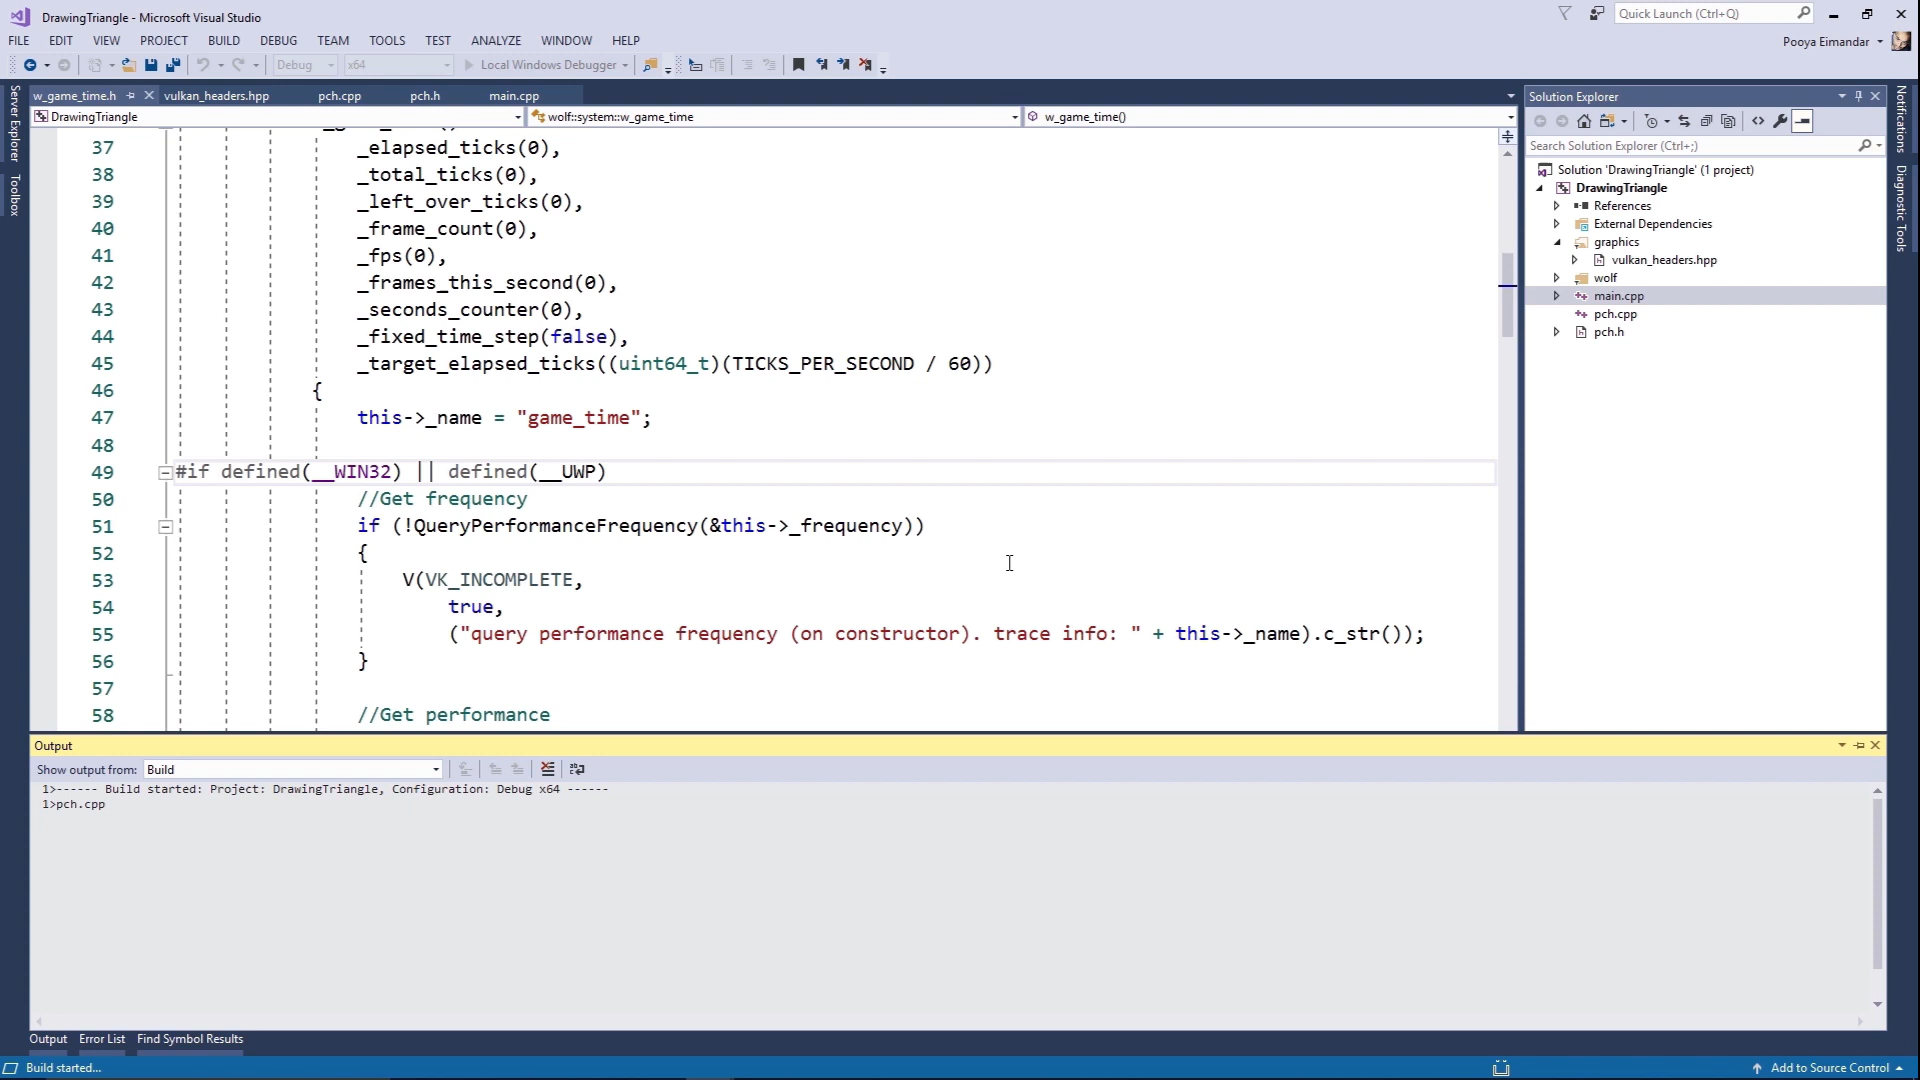 DrawingTriangle - Microsoft Visual Studio
Quick Launch (Ctrl+Q)
FILE EDIT VIEW PROJECT BUILD DEBUG TEAM TOOLS TEST ANALYZE WINDOW HELP
Pooya Eimandar
Debug x64 Local Windows Debugger
w_game_time.h vulkan_headers.hpp pch.cpp pch.h main.cpp
DrawingTriangle wolf::system::w_game_time w_game_time()
37 _elapsed_ticks(0),
38 _total_ticks(0),
39 _left_over_ticks(0),
40 _frame_count(0),
41 _fps(0),
42 _frames_this_second(0),
43 _seconds_counter(0),
44 _fixed_time_step(false),
45 _target_elapsed_ticks((uint64_t)(TICKS_PER_SECOND / 60))
46 {
47 this->_name = "game_time";
48
49 #if defined(__WIN32) || defined(__UWP)
50 //Get frequency
51 if (!QueryPerformanceFrequency(&this->_frequency))
52 {
53 V(VK_INCOMPLETE,
54 true,
55 ("query performance frequency (on constructor). trace info: " + this->_name).c_str());
56 }
57
58 //Get performance
Server Explorer
Toolbox
Solution Explorer
Search Solution Explorer (Ctrl+;)
Solution 'DrawingTriangle' (1 project)
DrawingTriangle
References
External Dependencies
graphics
vulkan_headers.hpp
wolf
main.cpp
pch.cpp
pch.h
Notifications
Diagnostic Tools
Output
Show output from: Build
1>------ Build started: Project: DrawingTriangle, Configuration: Debug x64 ------
1>pch.cpp
Output Error List Find Symbol Results
Build started...
Add to Source Control